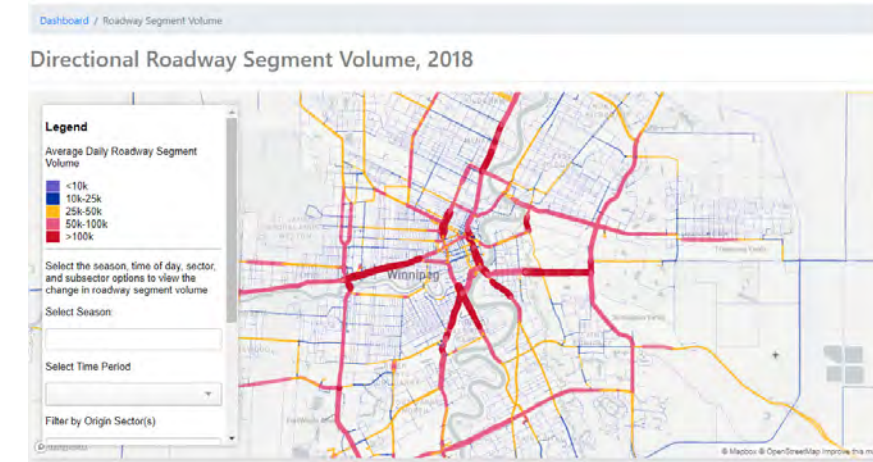 Dashboard / Roadway Segment Volume
Directional Roadway Segment Volume, 2018
Legend
Average Daily Roadway Segment
Volume
<10k
10k-25k
25k-50k
50k-100k
>100k
Select the season, time of day, sector,
and subsector options to view the
change in roadway segment volume
Select Season:
Select Time Period
Filter by Origin Sector(s)
Winnipeg
© Mapbox © OpenStreetMap Improve this